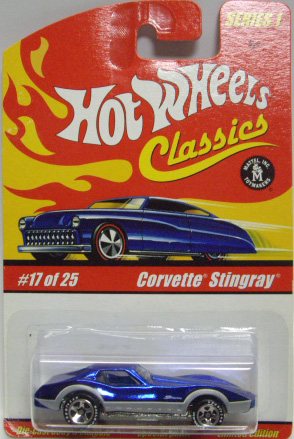 SERIES 1
HOT WHEELS
Classics
MATTEL, INC.
TOYMAKERS
#17 of 25
Corvette® Stingray®